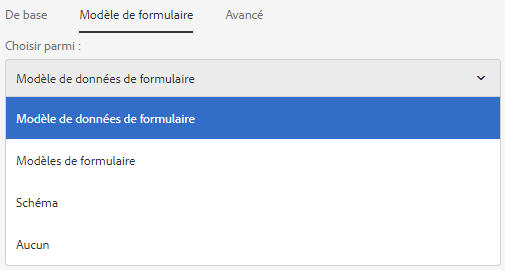 De base Modèle de formulaire Avancé
Choisir parmi :
Modèle de données de formulaire
Modèle de données de formulaire
Modèles de formulaire
Schéma
Aucun